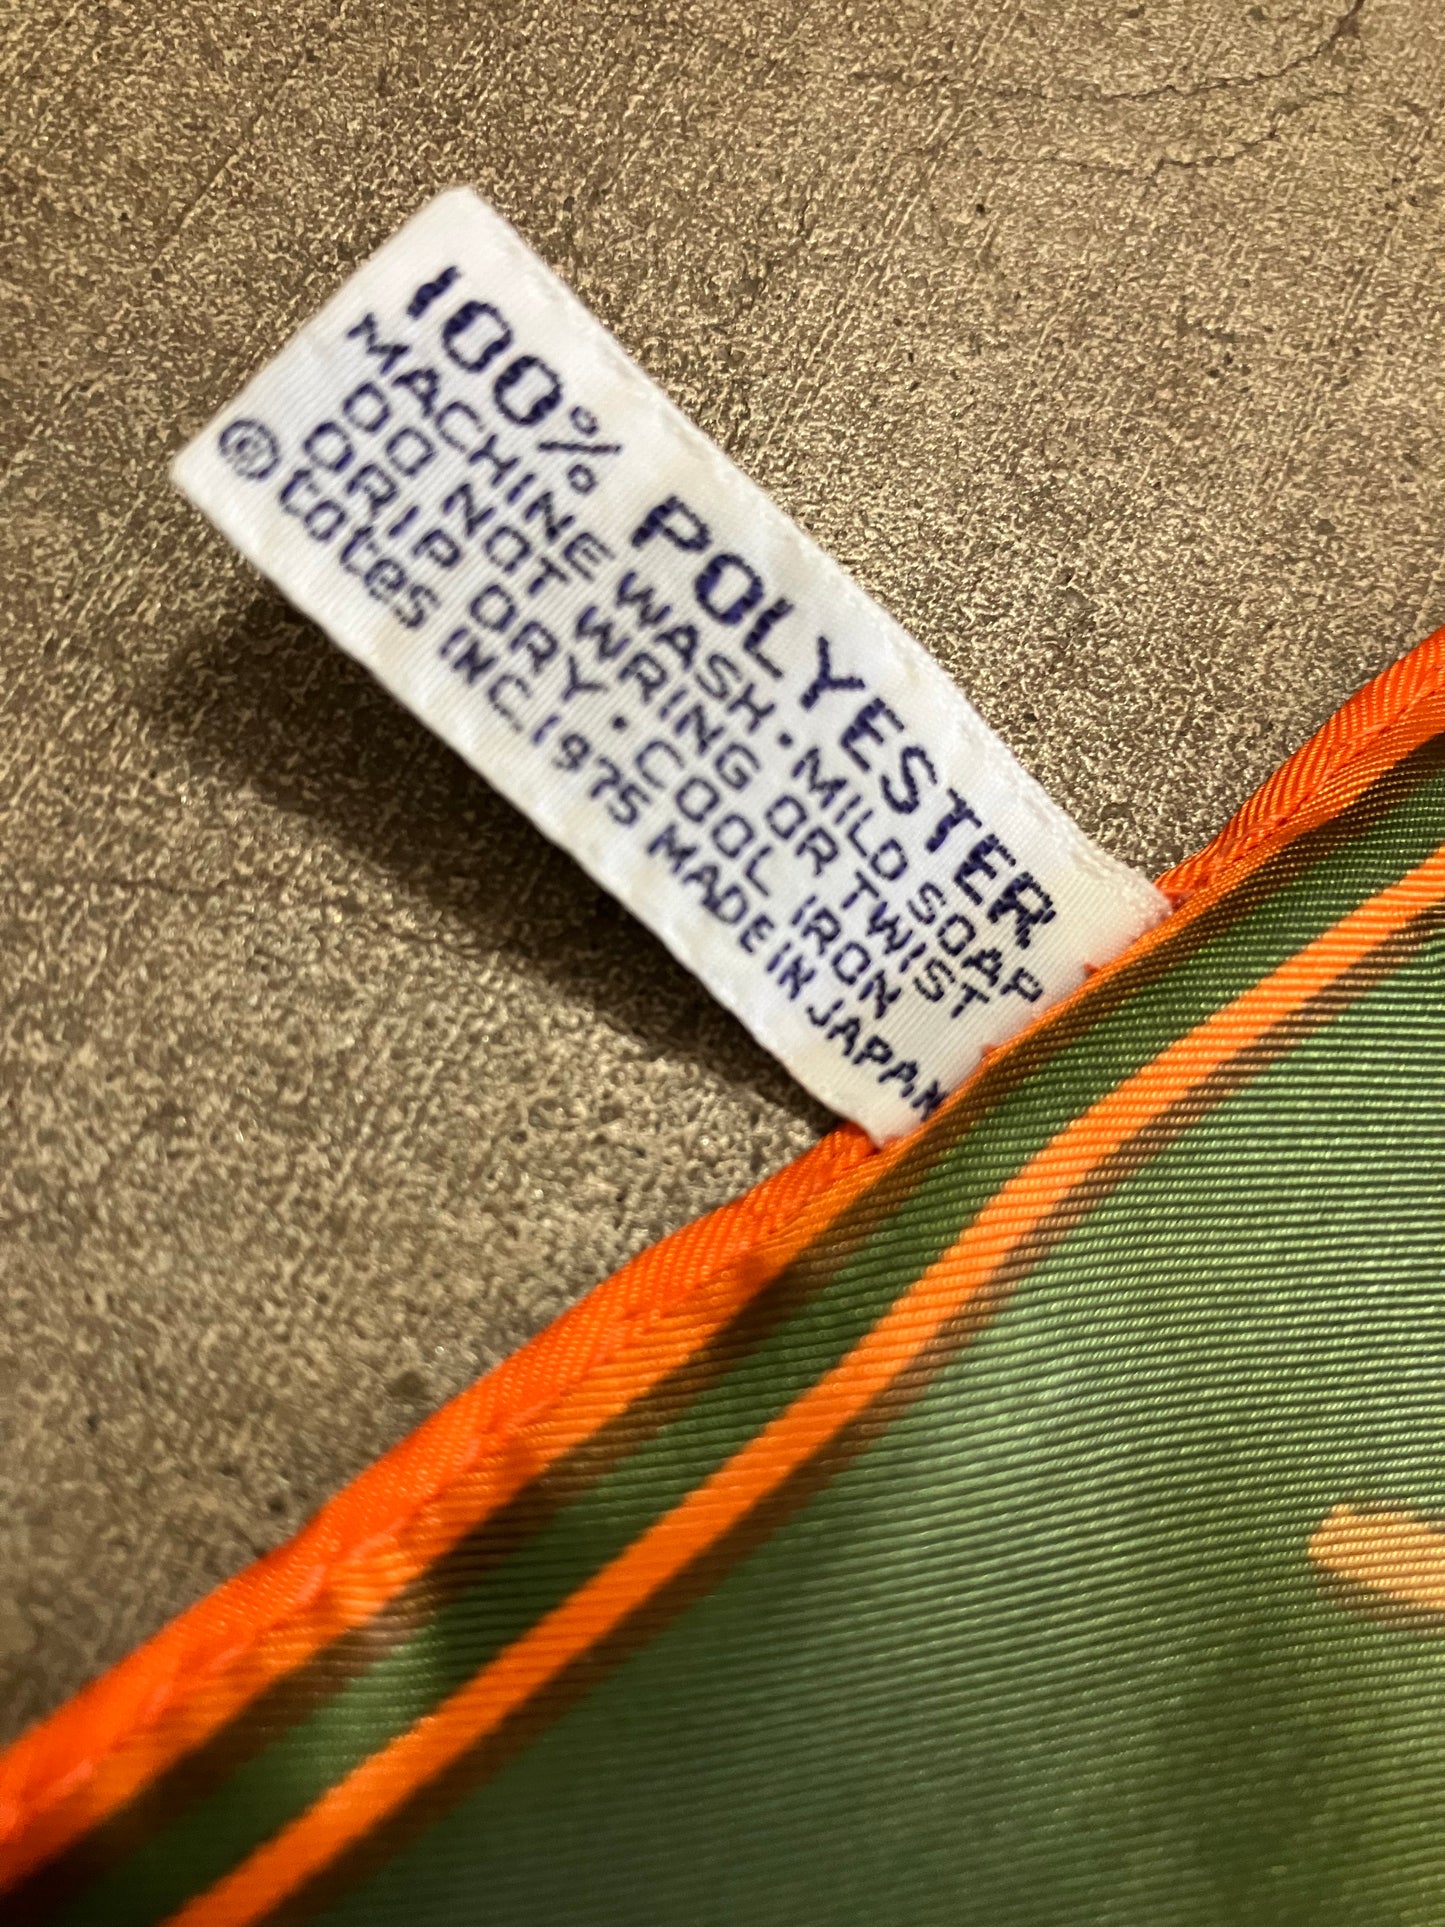 100% POLYESTER
MACHINE WASH · MILD SOAP
DO NOT WRING OR TWIST
DRIP DRY · COOL IRON
© tates INC. 1975 MADE IN JAPAN